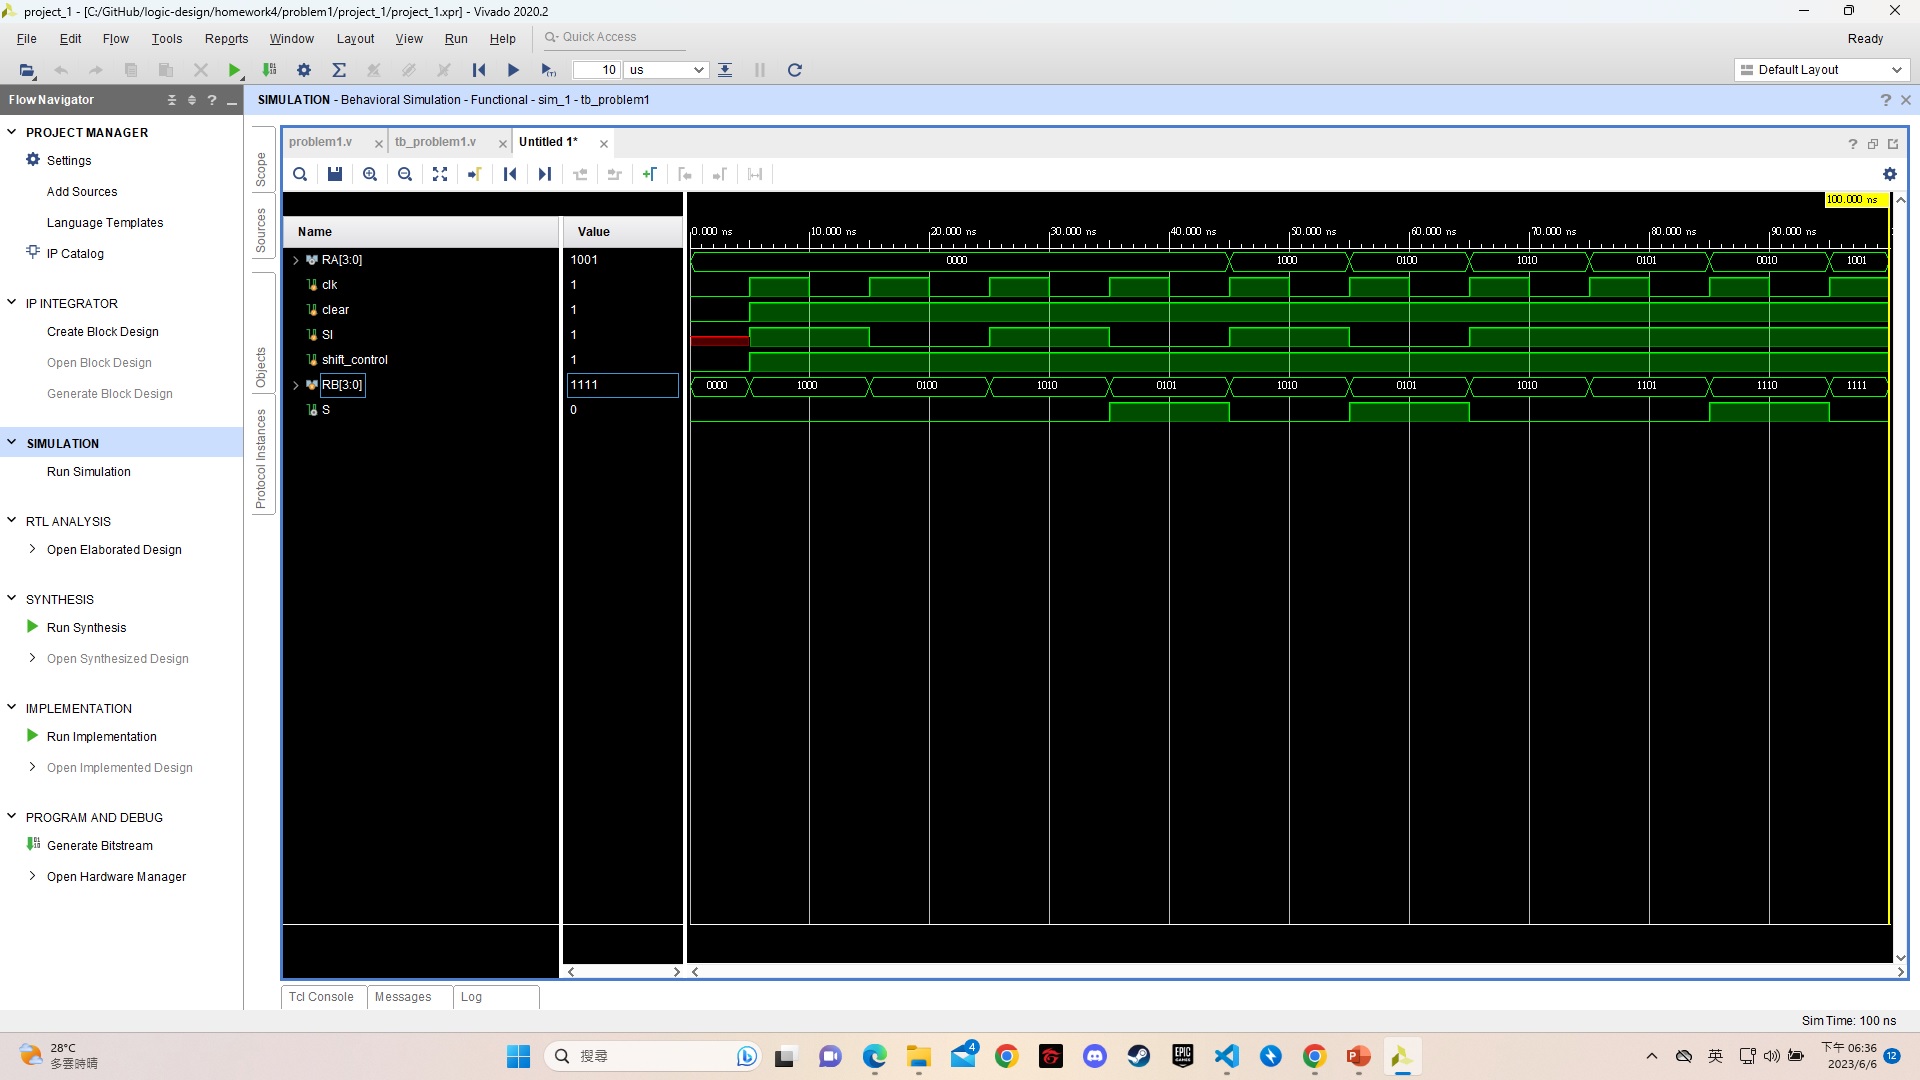 project_1 - [C:/GitHub/logic-design/homework4/problem1/project_1/project_1.xpr] - Vivado 2020.2
File Edit Flow Tools Reports Window Layout View Run Help Quick Access Ready
10 us Default Layout
Flow Navigator
SIMULATION - Behavioral Simulation - Functional - sim_1 - tb_problem1
PROJECT MANAGER
Settings
Add Sources
Language Templates
IP Catalog
IP INTEGRATOR
Create Block Design
Open Block Design
Generate Block Design
SIMULATION
Run Simulation
RTL ANALYSIS
Open Elaborated Design
SYNTHESIS
Run Synthesis
Open Synthesized Design
IMPLEMENTATION
Run Implementation
Open Implemented Design
PROGRAM AND DEBUG
Generate Bitstream
Open Hardware Manager
Scope
Sources
Objects
Protocol Instances
problem1.v tb_problem1.v Untitled 1*
100.000 ns
Name Value
0.000 ns 10.000 ns 20.000 ns 30.000 ns 40.000 ns 50.000 ns 60.000 ns 70.000 ns 80.000 ns 90.000 ns
RA[3:0] 1001 0000 1000 0100 1010 0101 0010 1001
clk 1
clear 1
SI 1
shift_control 1
RB[3:0] 1111 0000 1000 0100 1010 0101 1010 0101 1010 1101 1110 1111
S 0
Tcl Console Messages Log
Sim Time: 100 ns
28°C
多雲時晴
搜尋
4
EPIC GAMES
英
下午 06:36
2023/6/6
12